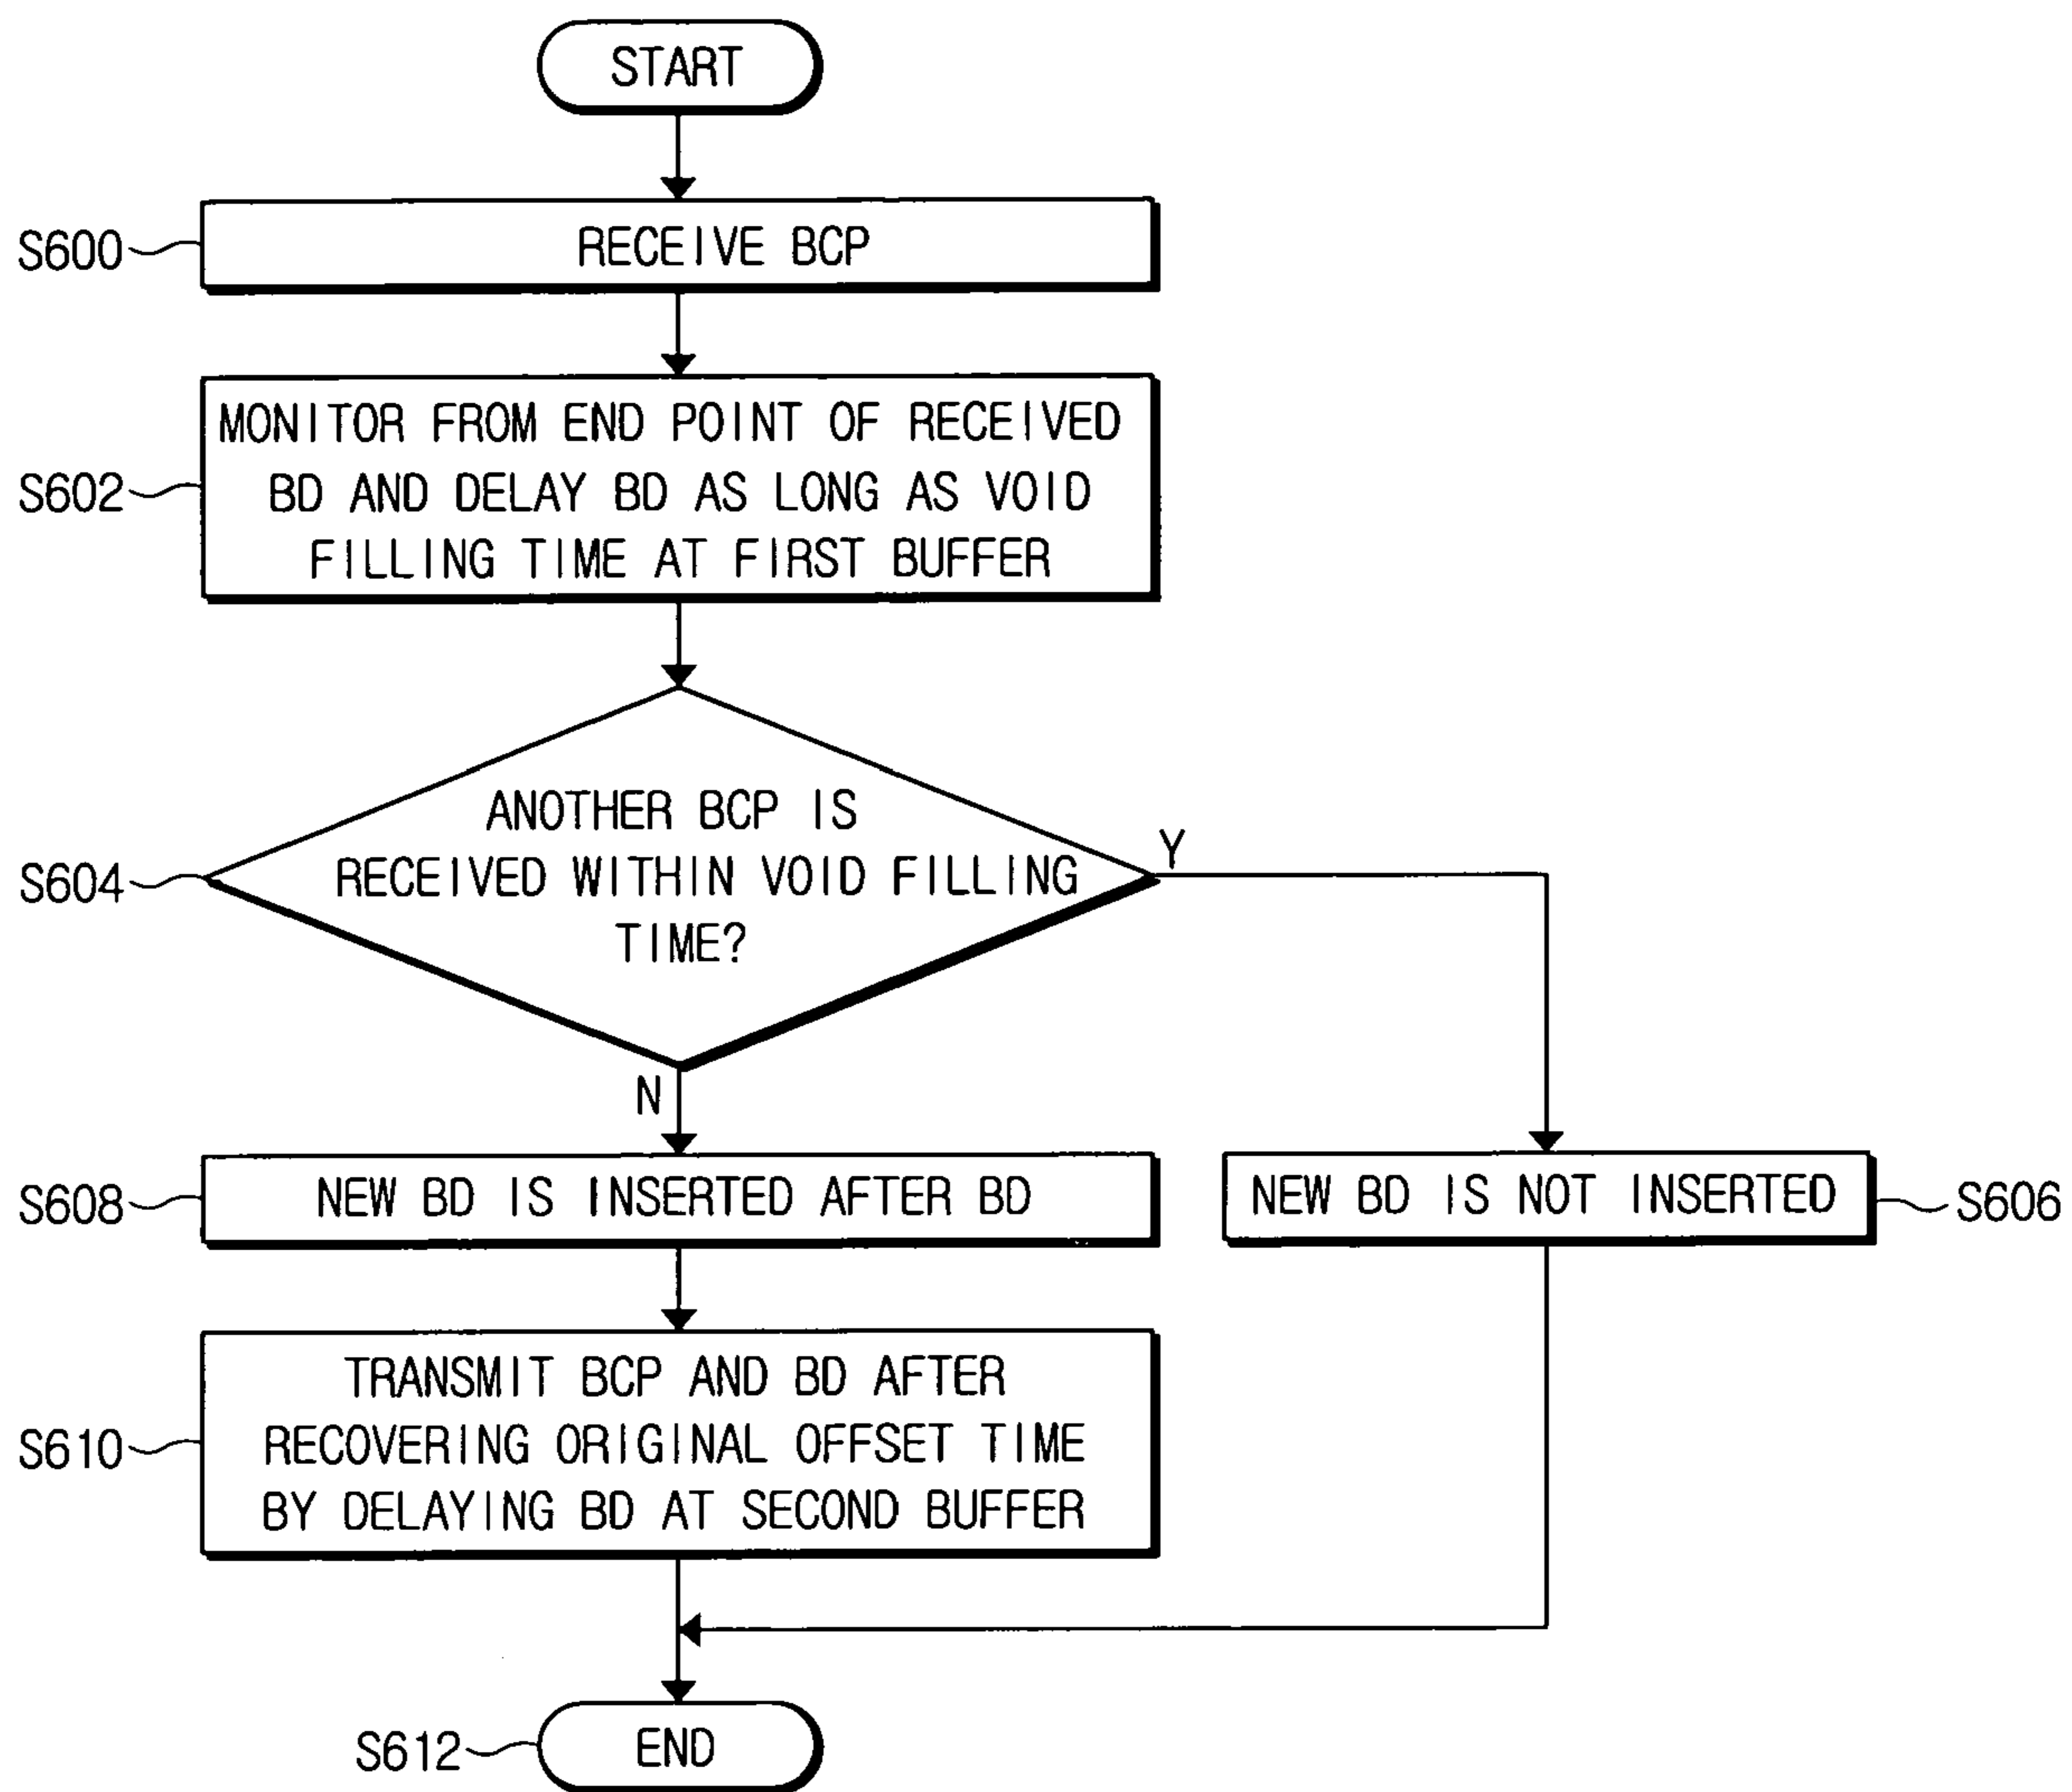 START
S600
RECEIVE BCP
S602
MONITOR FROM END POINT OF RECEIVED
BD AND DELAY BD AS LONG AS VOID
FILLING TIME AT FIRST BUFFER
S604
ANOTHER BCP IS
RECEIVED WITHIN VOID FILLING
TIME?
Y
N
S608
NEW BD IS INSERTED AFTER BD
NEW BD IS NOT INSERTED
S606
S610
TRANSMIT BCP AND BD AFTER
RECOVERING ORIGINAL OFFSET TIME
BY DELAYING BD AT SECOND BUFFER
S612
END